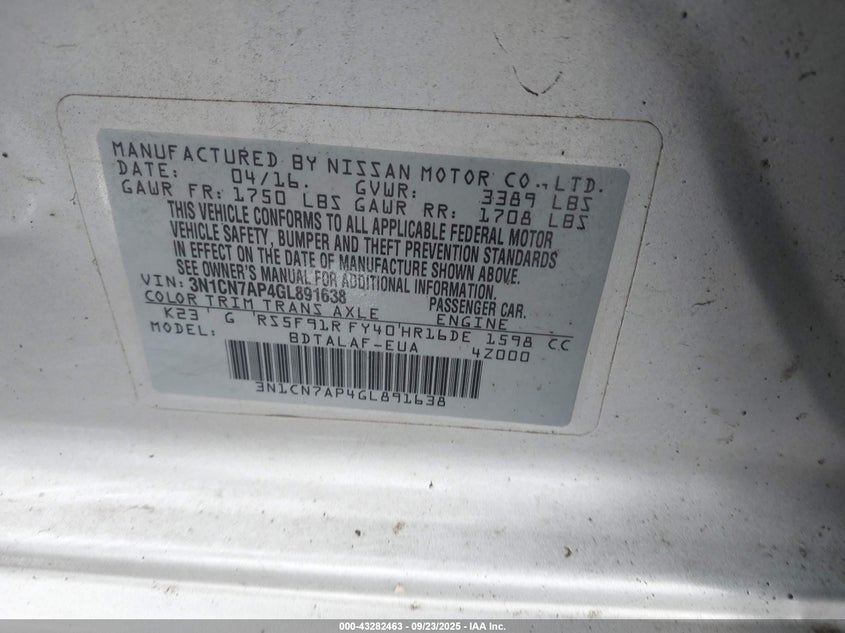 MANUFACTURED BY NISSAN MOTOR CO., LTD.
DATE: 04/16. GVWR: 3389 LBS
GAWR FR: 1750 LBS GAWR RR: 1708 LBS
THIS VEHICLE CONFORMS TO ALL APPLICABLE FEDERAL MOTOR
VEHICLE SAFETY, BUMPER AND THEFT PREVENTION STANDARDS
IN EFFECT ON THE DATE OF MANUFACTURE SHOWN ABOVE.
SEE OWNER'S MANUAL FOR ADDITIONAL INFORMATION.
VIN: 3N1CN7AP4GL891638 PASSENGER CAR.
COLOR TRIM TRANS AXLE ENGINE
K23 G RS5F91R FY40 HR16DE 1598 CC
MODEL: BDTALAF-EUA 4Z000
3N1CN7AP4GL891638
000-43282463 - 09/23/2025 - IAA Inc.